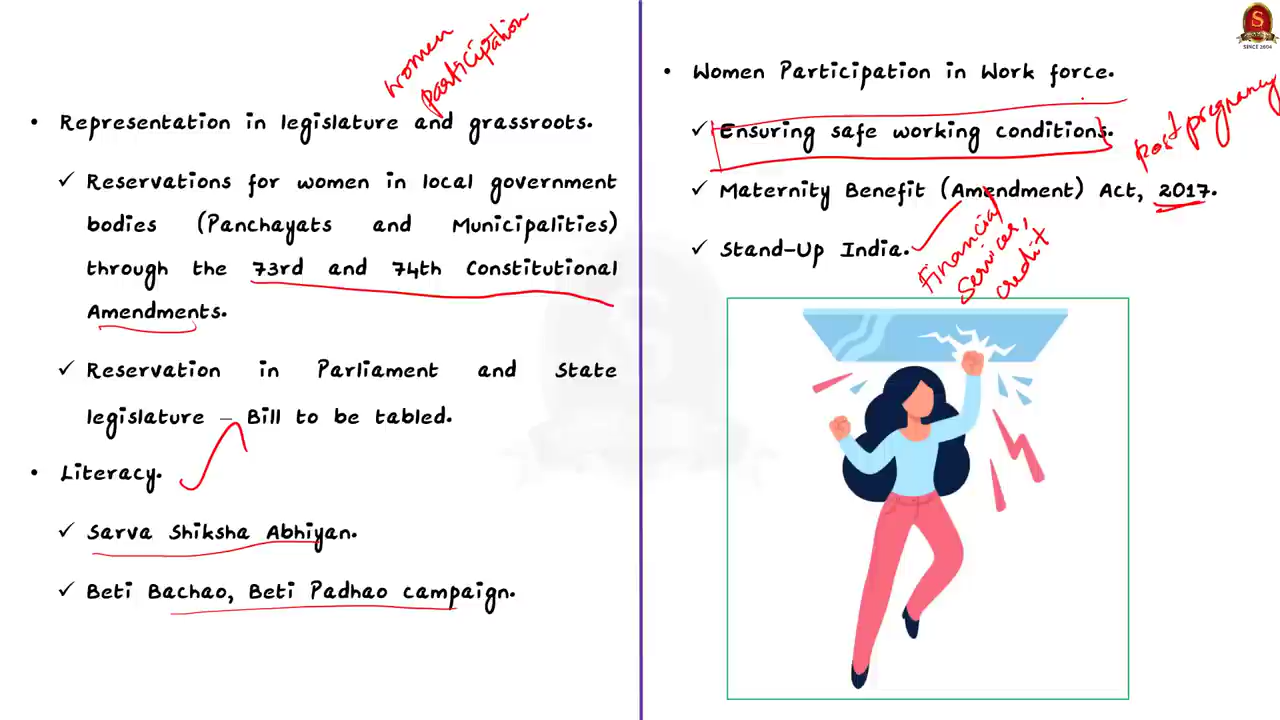 women
participation
• Representation in legislature and grassroots.
✓ Reservations for women in local government
bodies (Panchayats and Municipalities)
through the 73rd and 74th Constitutional
Amendments.
✓ Reservation in Parliament and State
legislature – Bill to be tabled.
• Literacy.
✓ Sarva Shiksha Abhiyan.
✓ Beti Bachao, Beti Padhao campaign.
S
SINCE 2004
• Women Participation in Work force.
✓ Ensuring safe working conditions.
post pregnancy
✓ Maternity Benefit (Amendment) Act, 2017.
✓ Stand-Up India.
Financial
Services,
credit